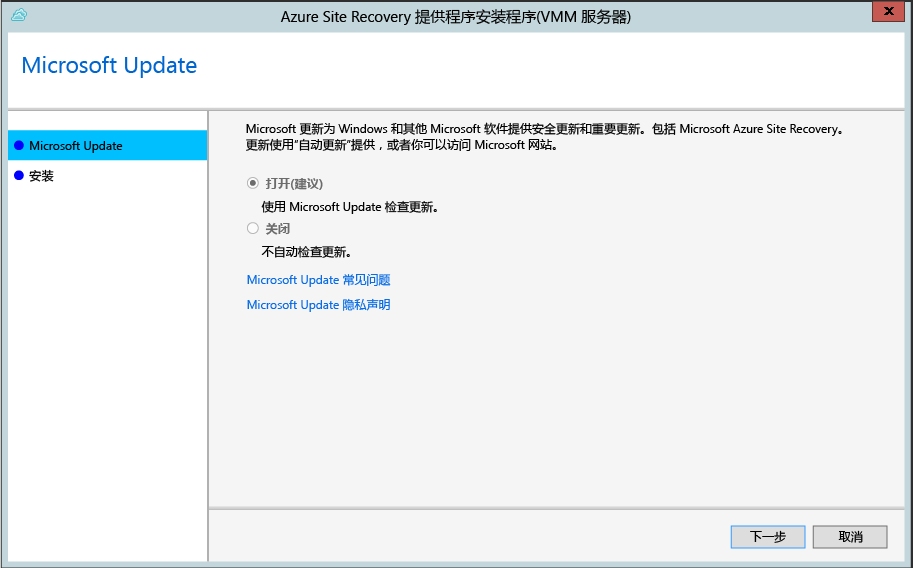 Azure Site Recovery 提供程序安装程序(VMM 服务器)
Microsoft Update
Microsoft Update
安装
Microsoft 更新为 Windows 和其他 Microsoft 软件提供安全更新和重要更新。包括 Microsoft Azure Site Recovery。
更新使用“自动更新”提供，或者你可以访问 Microsoft 网站。
打开(建议)
使用 Microsoft Update 检查更新。
关闭
不自动检查更新。
Microsoft Update 常见问题
Microsoft Update 隐私声明
下一步
取消